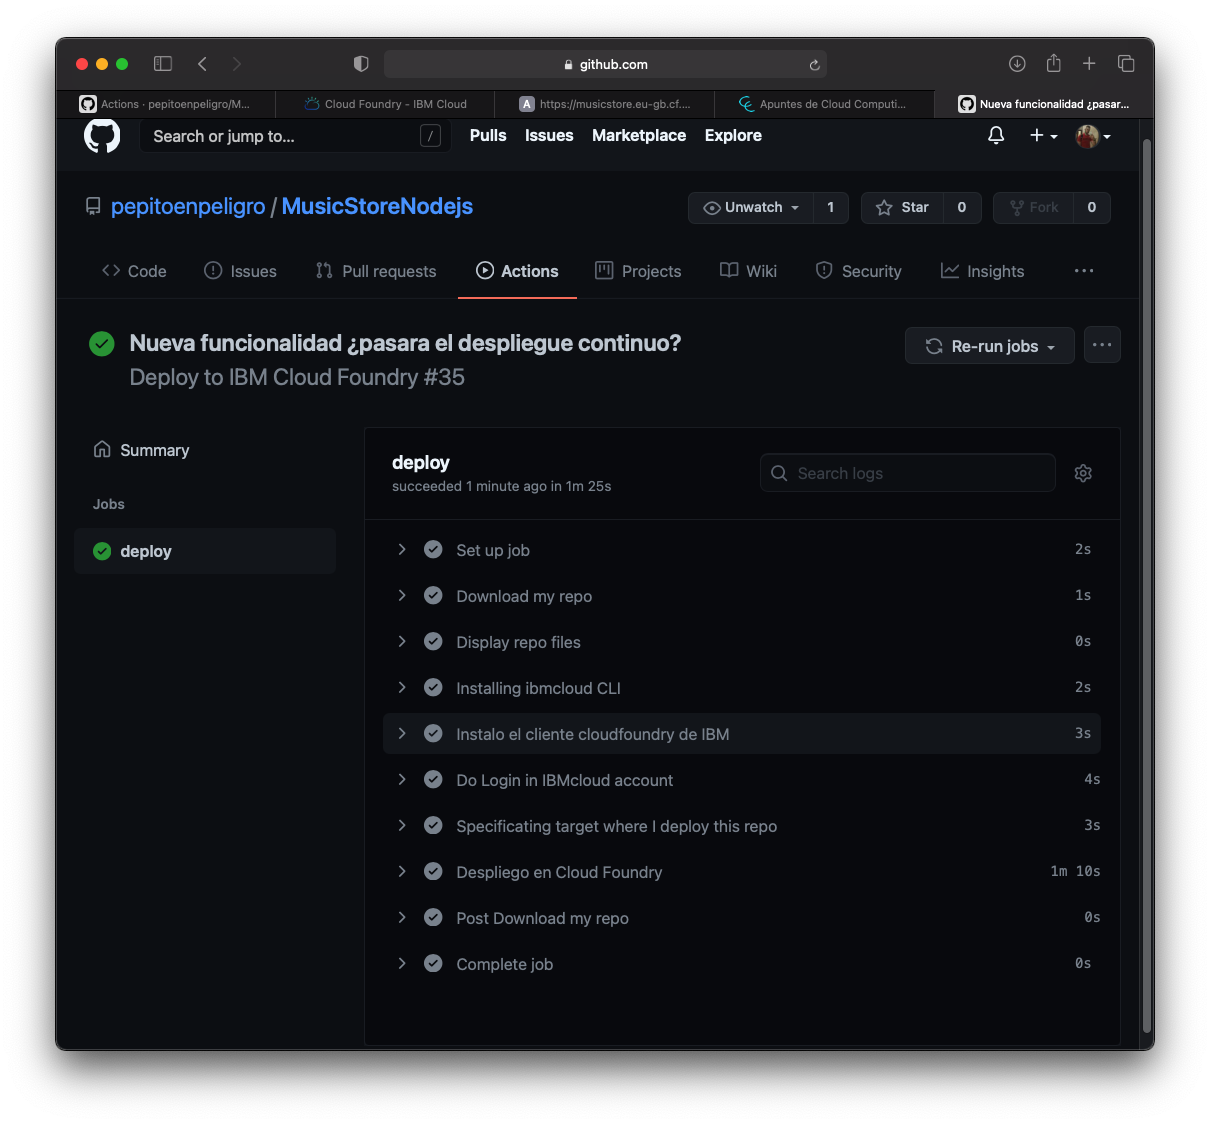 github.com
Actions · pepitoenpeligro/M...
Cloud Foundry - IBM Cloud
A https://musicstore.eu-gb.cf....
Apuntes de Cloud Computi...
Nueva funcionalidad ¿pasar...
Search or jump to... /
Pulls Issues Marketplace Explore
pepitoenpeligro / MusicStoreNodejs
Unwatch 1 Star 0 Fork 0
Code Issues Pull requests Actions Projects Wiki Security Insights
Nueva funcionalidad ¿pasara el despliegue continuo?
Deploy to IBM Cloud Foundry #35
Re-run jobs
Summary
Jobs
deploy
deploy
succeeded 1 minute ago in 1m 25s
Search logs
Set up job 2s
Download my repo 1s
Display repo files 0s
Installing ibmcloud CLI 2s
Instalo el cliente cloudfoundry de IBM 3s
Do Login in IBMcloud account 4s
Specificating target where I deploy this repo 3s
Despliego en Cloud Foundry 1m 10s
Post Download my repo 0s
Complete job 0s